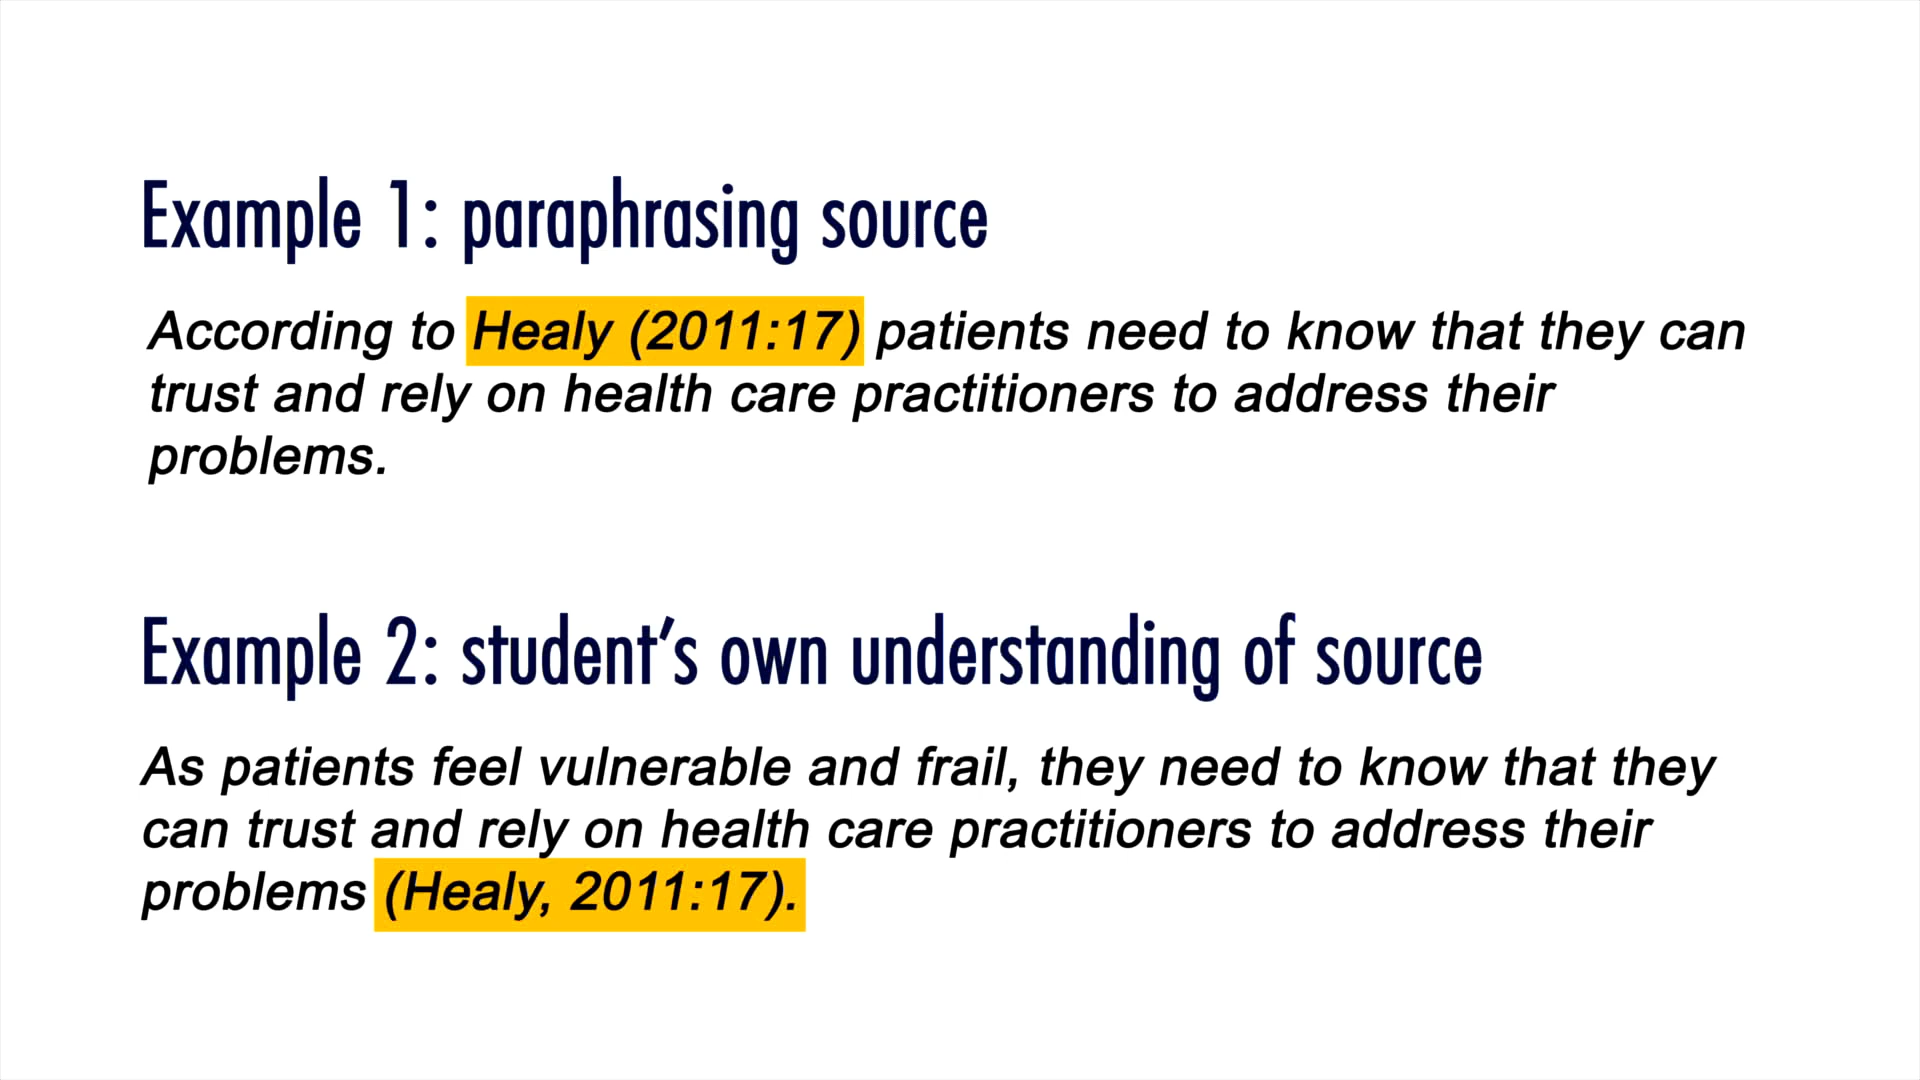 Example 1: paraphrasing source
According to Healy (2011:17) patients need to know that they can
trust and rely on health care practitioners to address their
problems.
Example 2: student’s own understanding of source
As patients feel vulnerable and frail, they need to know that they
can trust and rely on health care practitioners to address their
problems (Healy, 2011:17).